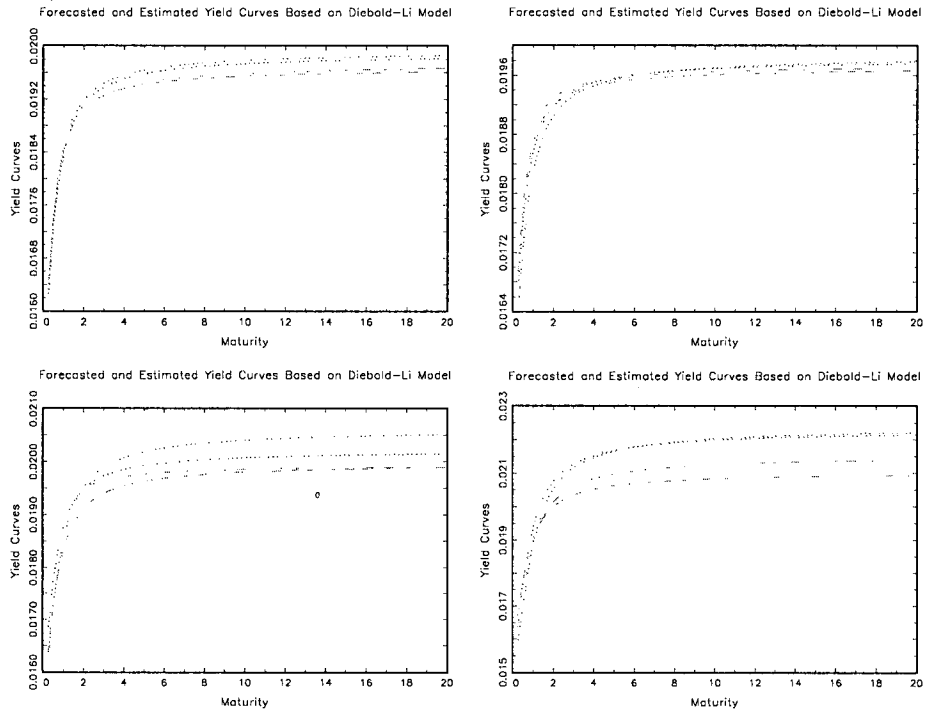 Forecasted and Estimated Yield Curves Based on Diebold-Li Model
Yield Curves
0.0160 0.0168 0.0176 0.0184 0.0192 0.0200
0 2 4 6 8 10 12 14 16 18 20
Maturity
Forecasted and Estimated Yield Curves Based on Diebold-Li Model
Yield Curves
0.0164 0.0172 0.0180 0.0188 0.0196
0 2 4 6 8 10 12 14 16 18 20
Maturity
Forecasted and Estimated Yield Curves Based on Diebold-Li Model
Yield Curves
0.0160 0.0170 0.0180 0.0190 0.0200 0.0210
0 2 4 6 8 10 12 14 16 18 20
Maturity
Forecasted and Estimated Yield Curves Based on Diebold-Li Model
Yield Curves
0.015 0.017 0.019 0.021 0.023
0 2 4 6 8 10 12 14 16 18 20
Maturity